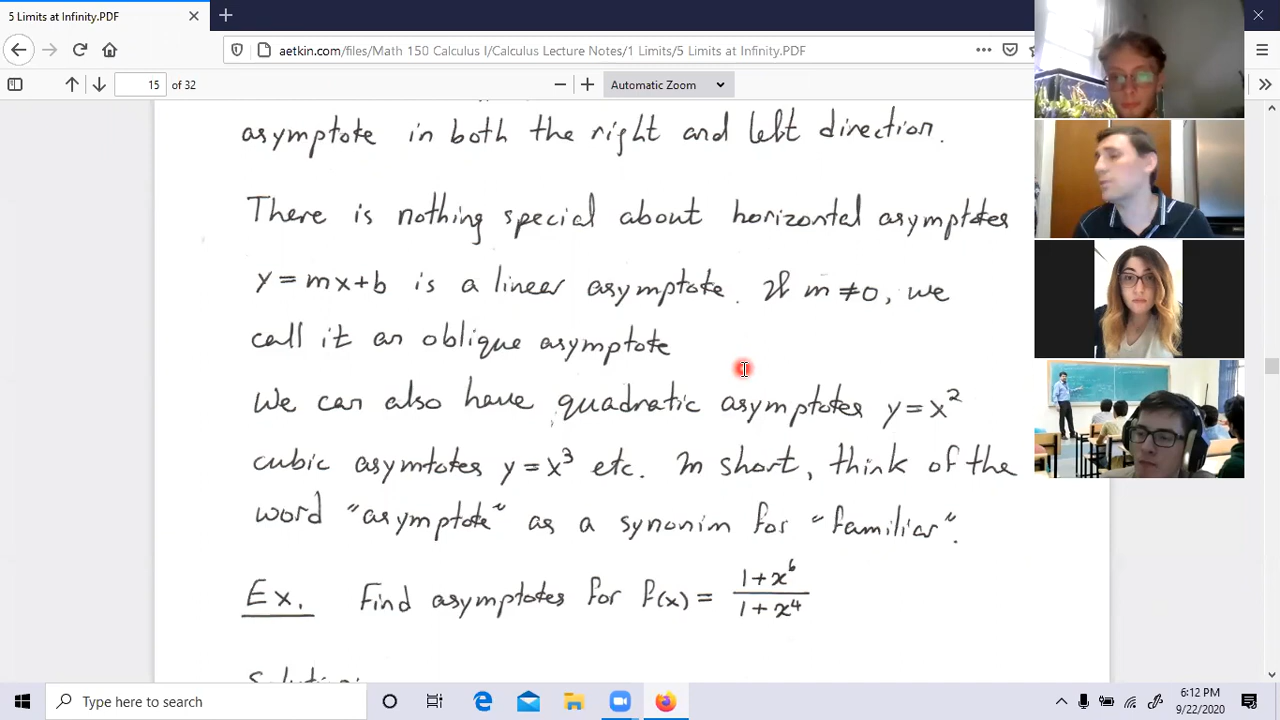 5 Limits at Infinity.PDF
aetkin.com/files/Math 150 Calculus I/Calculus Lecture Notes/1 Limits/5 Limits at Infinity.PDF
15 of 32
Automatic Zoom
asymptote in both the right and left direction.
There is nothing special about horizontal asymptotes
y = mx+b is a linear asymptote. If m ≠ 0, we
call it an oblique asymptote
We can also have quadratic asymptotes y = x²
cubic asymtotes y = x³ etc. In short, think of the
word "asymptote" as a synonim for "familiar".
Ex. Find asymptotes for f(x) = (1+x⁶)/(1+x⁴)
Type here to search
6:12 PM
9/22/2020